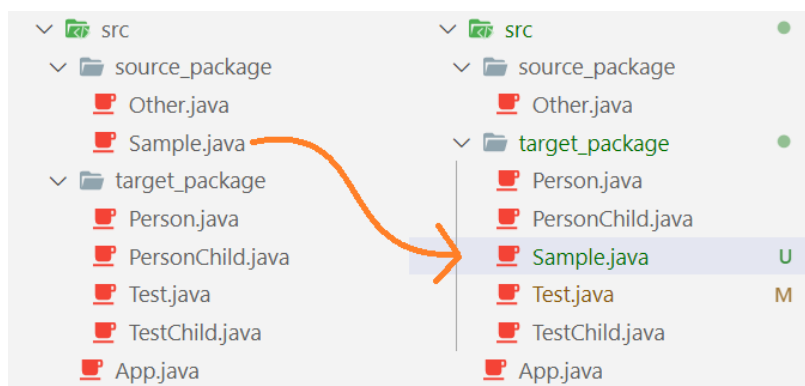 src
source_package
Other.java
Sample.java
target_package
Person.java
PersonChild.java
Test.java
TestChild.java
App.java
src
source_package
Other.java
target_package
Person.java
PersonChild.java
Sample.java U
Test.java M
TestChild.java
App.java